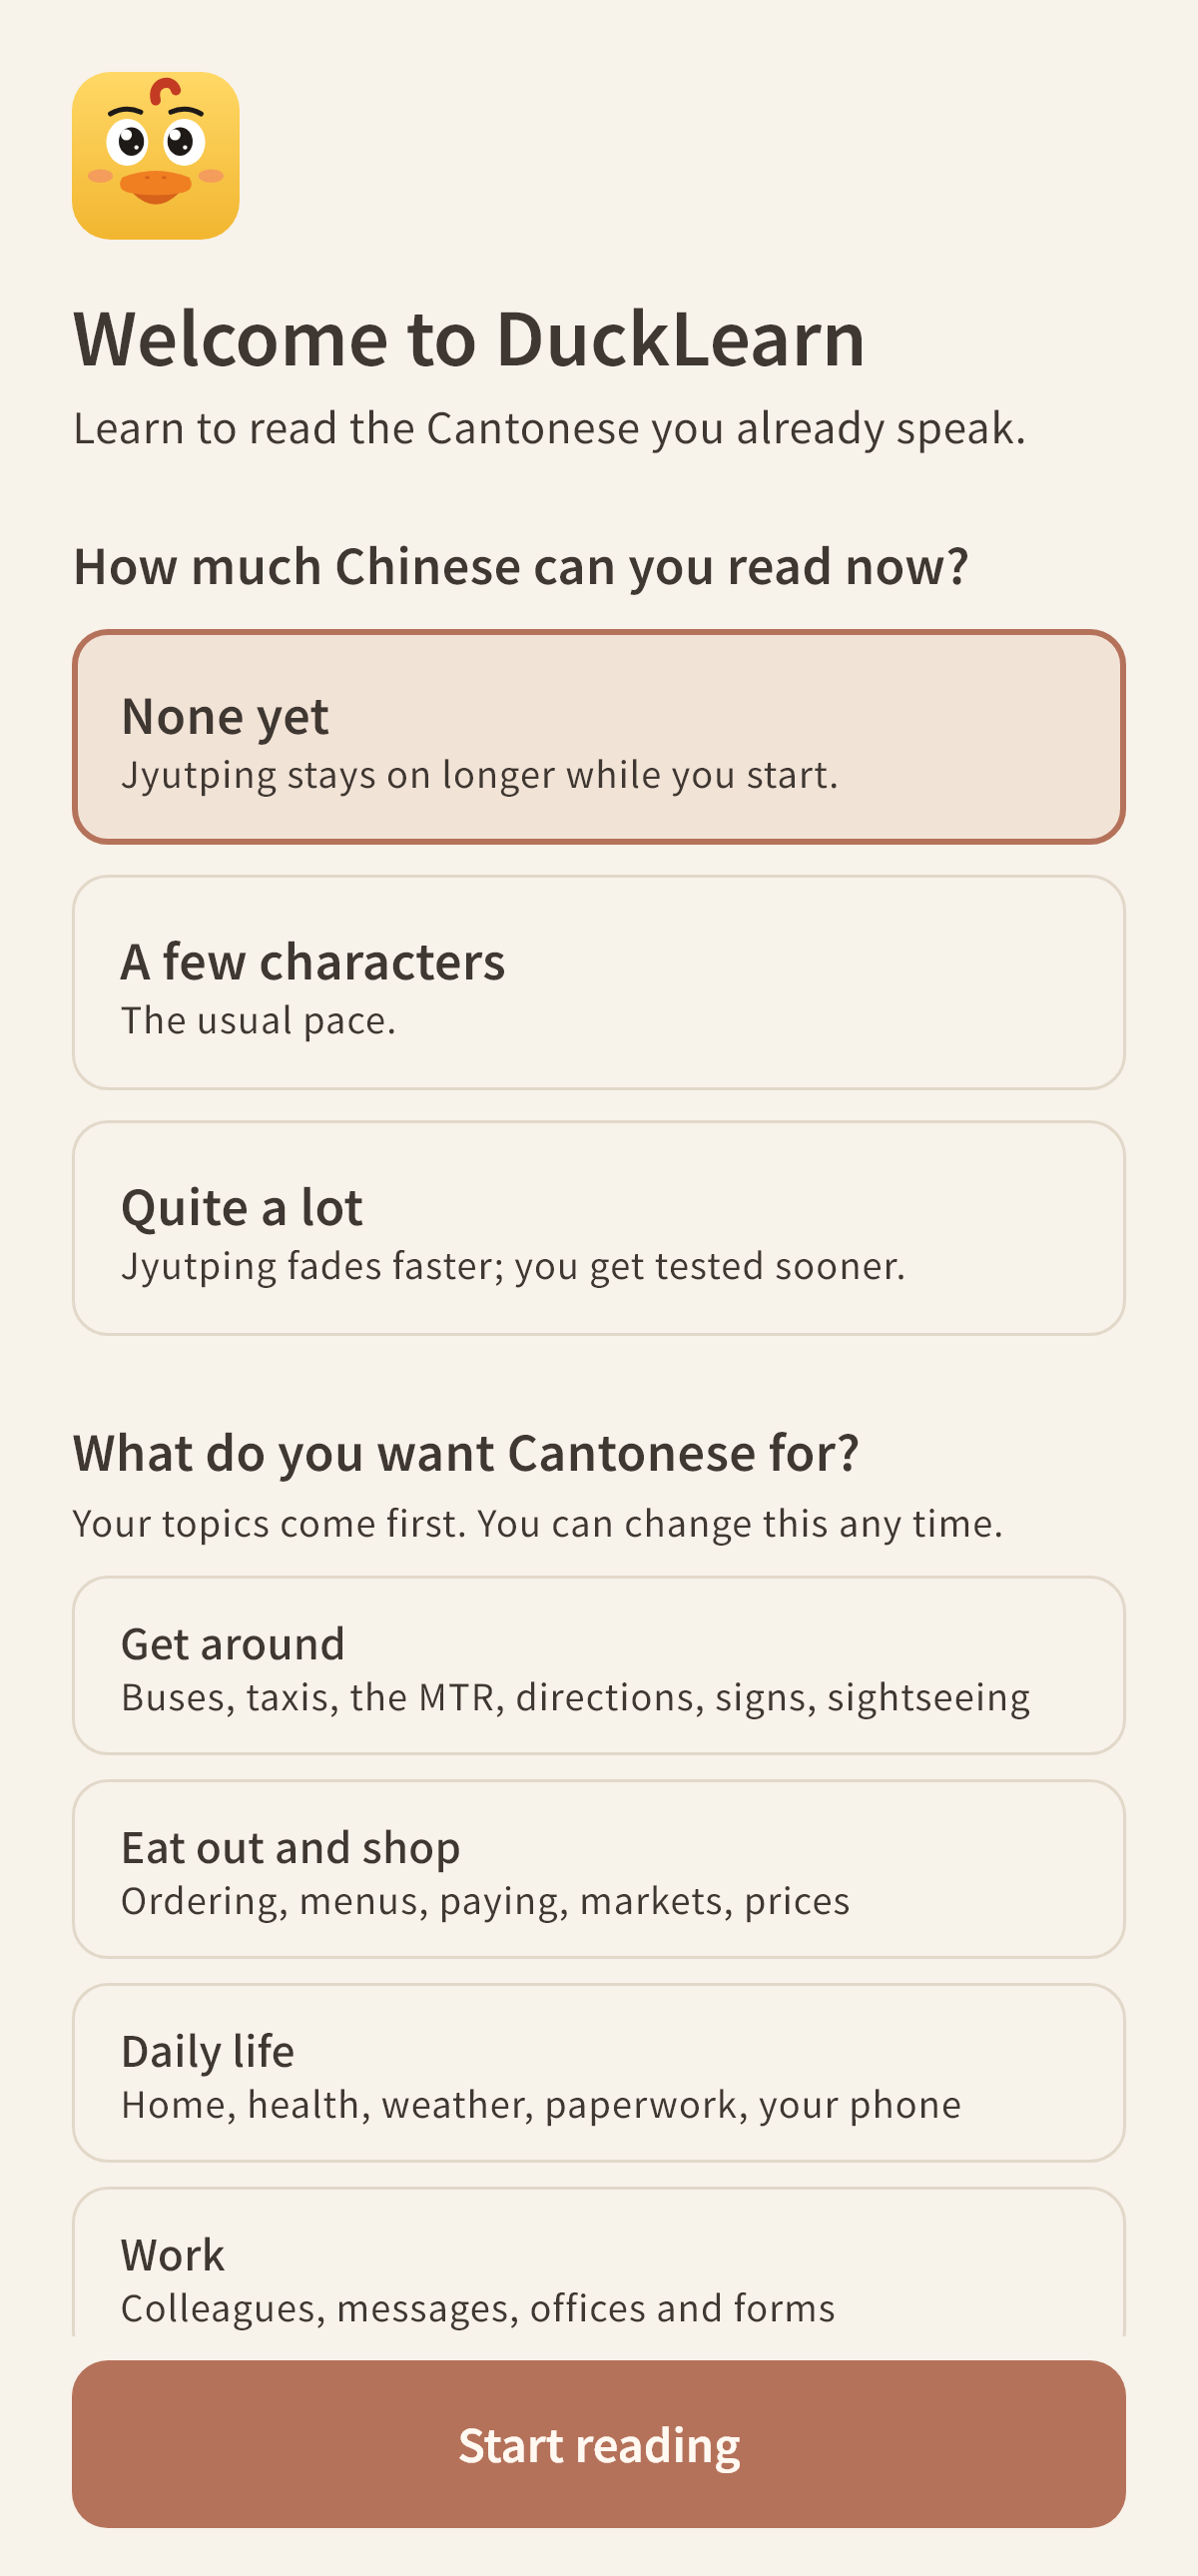 Welcome to DuckLearn
Learn to read the Cantonese you already speak.
How much Chinese can you read now?
None yet
Jyutping stays on longer while you start.
A few characters
The usual pace.
Quite a lot
Jyutping fades faster; you get tested sooner.
What do you want Cantonese for?
Your topics come first. You can change this any time.
Get around
Buses, taxis, the MTR, directions, signs, sightseeing
Eat out and shop
Ordering, menus, paying, markets, prices
Daily life
Home, health, weather, paperwork, your phone
Work
Colleagues, messages, offices and forms
Start reading